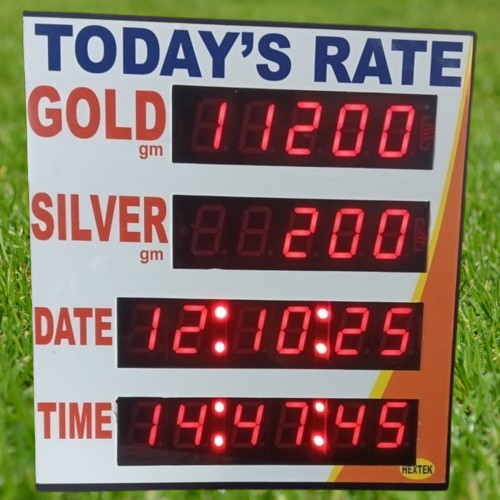 TODAY'S RATE
GOLD 11200
gm
SILVER 200
gm
DATE 12:10:25
TIME 14:47:45
HEXTEK